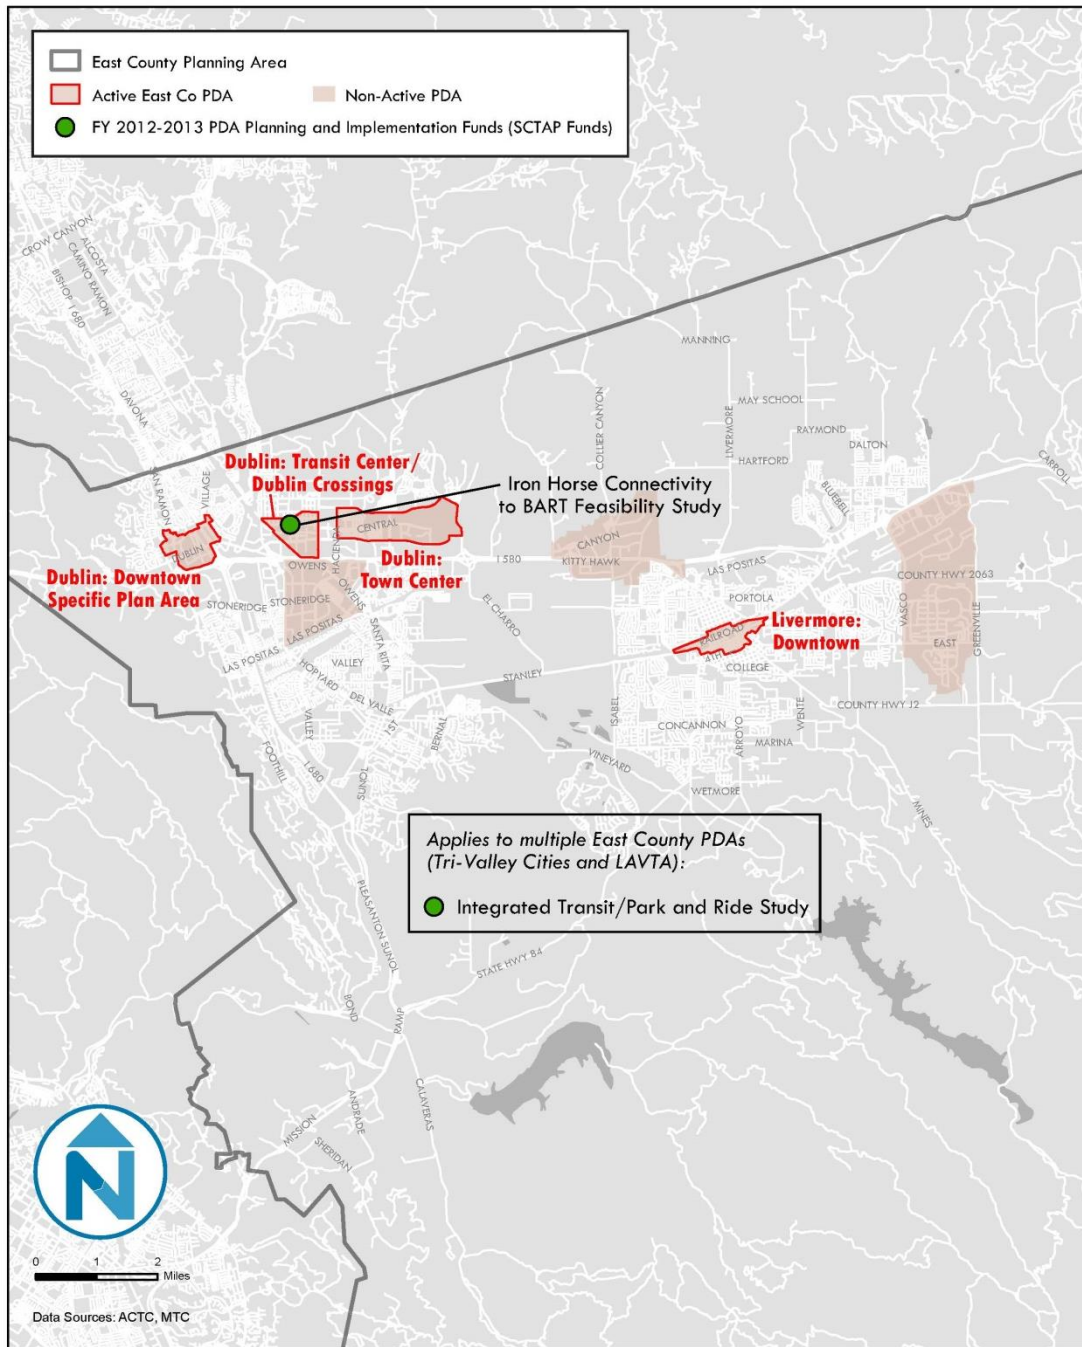 East County Planning Area
Active East Co PDA
Non-Active PDA
FY 2012-2013 PDA Planning and Implementation Funds (SCTAP Funds)
CROW CANYON
ALCOSTA
CAMINO RAMON
BISHOP
I 680
DAVONA
MANNING
COLLIER CANYON
LIVERMORE
MAY SCHOOL
RAYMOND
DALTON
HARTFORD
CARROLL
BLUEBELL
SAN RAMON
VILLAGE
Dublin: Transit Center/
Dublin Crossings
Iron Horse Connectivity
to BART Feasibility Study
CENTRAL
HACIENDA
DUBLIN
Dublin: Downtown
Specific Plan Area
Dublin:
Town Center
OWENS
I 580
CANYON
KITTY HAWK
LAS POSITAS
COUNTY HWY 2063
PORTOLA
VASCO
GREENVILLE
EAST
STONERIDGE
STONERIDGE
OWENS
EL CHARRO
LAS POSITAS
SANTA RITA
LAS POSITAS
VALLEY
HOPYARD
DEL VALLE
STANLEY
RAILROAD
4TH
COLLEGE
Livermore:
Downtown
COUNTY HWY J2
VALLEY
1ST
BERNAL
ISABEL
CONCANNON
ARROYO
WENTE
MARINA
FOOTHILL
I 680
SUNOL
VINEYARD
WETMORE
MINES
Applies to multiple East County PDAs
(Tri-Valley Cities and LAVTA):
Integrated Transit/Park and Ride Study
PLEASANTON SUNOL
STATE HWY 84
BOND
RAMP
CALAVERAS
ANDRADE
MISSION
SHERIDAN
N
0 1 2
Miles
Data Sources: ACTC, MTC